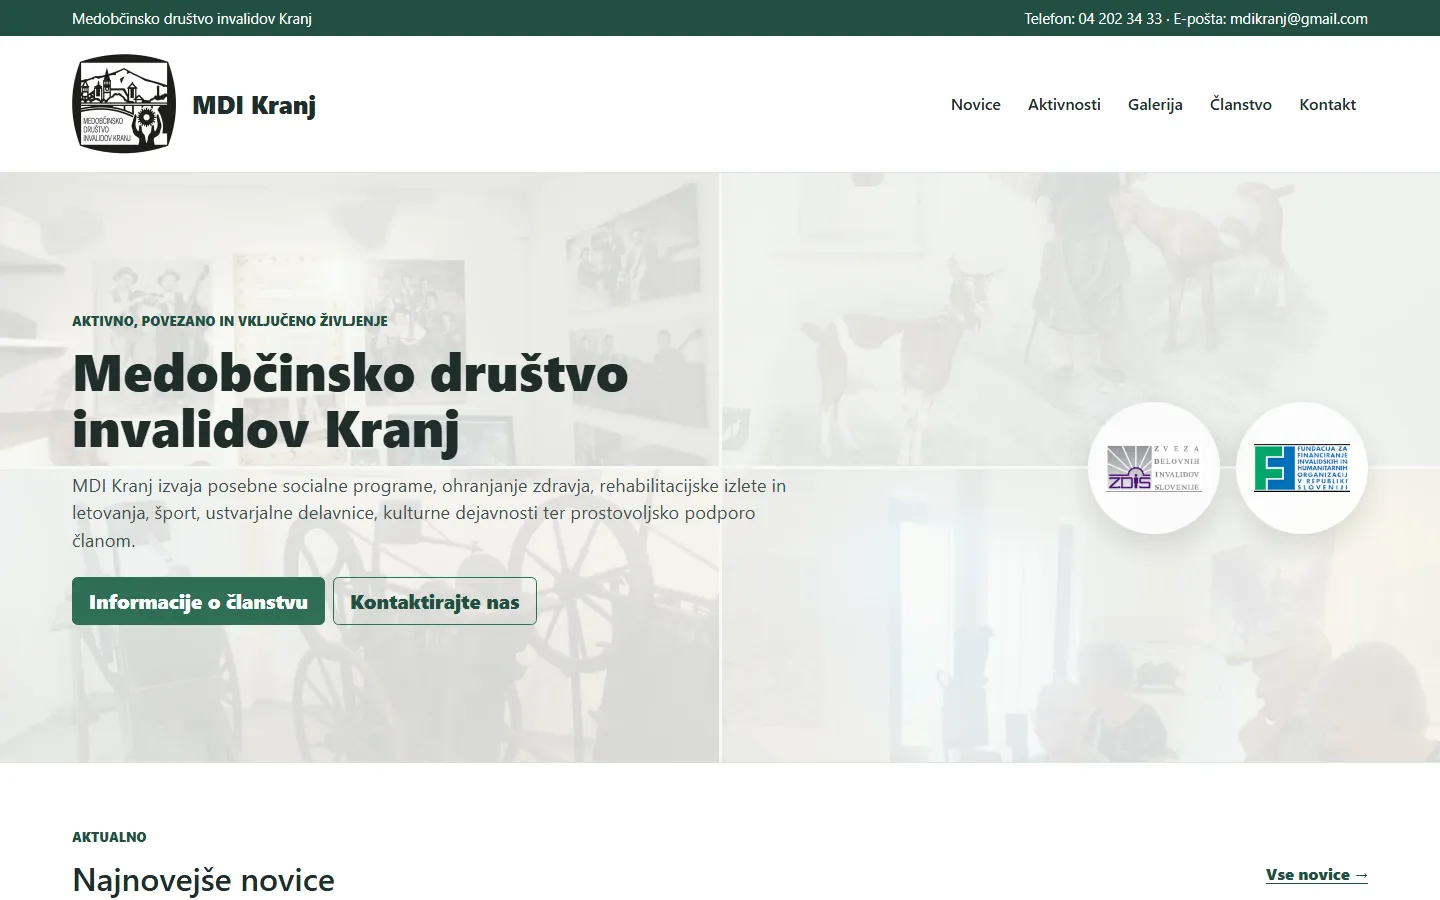 Medobčinsko društvo invalidov Kranj
Telefon: 04 202 34 33 · E-pošta: mdikranj@gmail.com
MEDOBČINSKO
DRUŠTVO
INVALIDOV KRANJ
MDI Kranj
Novice
Aktivnosti
Galerija
Članstvo
Kontakt
AKTIVNO, POVEZANO IN VKLJUČENO ŽIVLJENJE
Medobčinsko društvo
invalidov Kranj
MDI Kranj izvaja posebne socialne programe, ohranjanje zdravja, rehabilitacijske izlete in
letovanja, šport, ustvarjalne delavnice, kulturne dejavnosti ter prostovoljsko podporo
članom.
Informacije o članstvu
Kontaktirajte nas
ZVEZA
DELOVNIH
INVALIDOV
SLOVENIJE
ZDIS
FUNDACIJA ZA
FINANCIRANJE
INVALIDSKIH IN
HUMANITARNIH
ORGANIZACIJ
V REPUBLIKI
SLOVENIJI
AKTUALNO
Najnovejše novice
Vse novice →